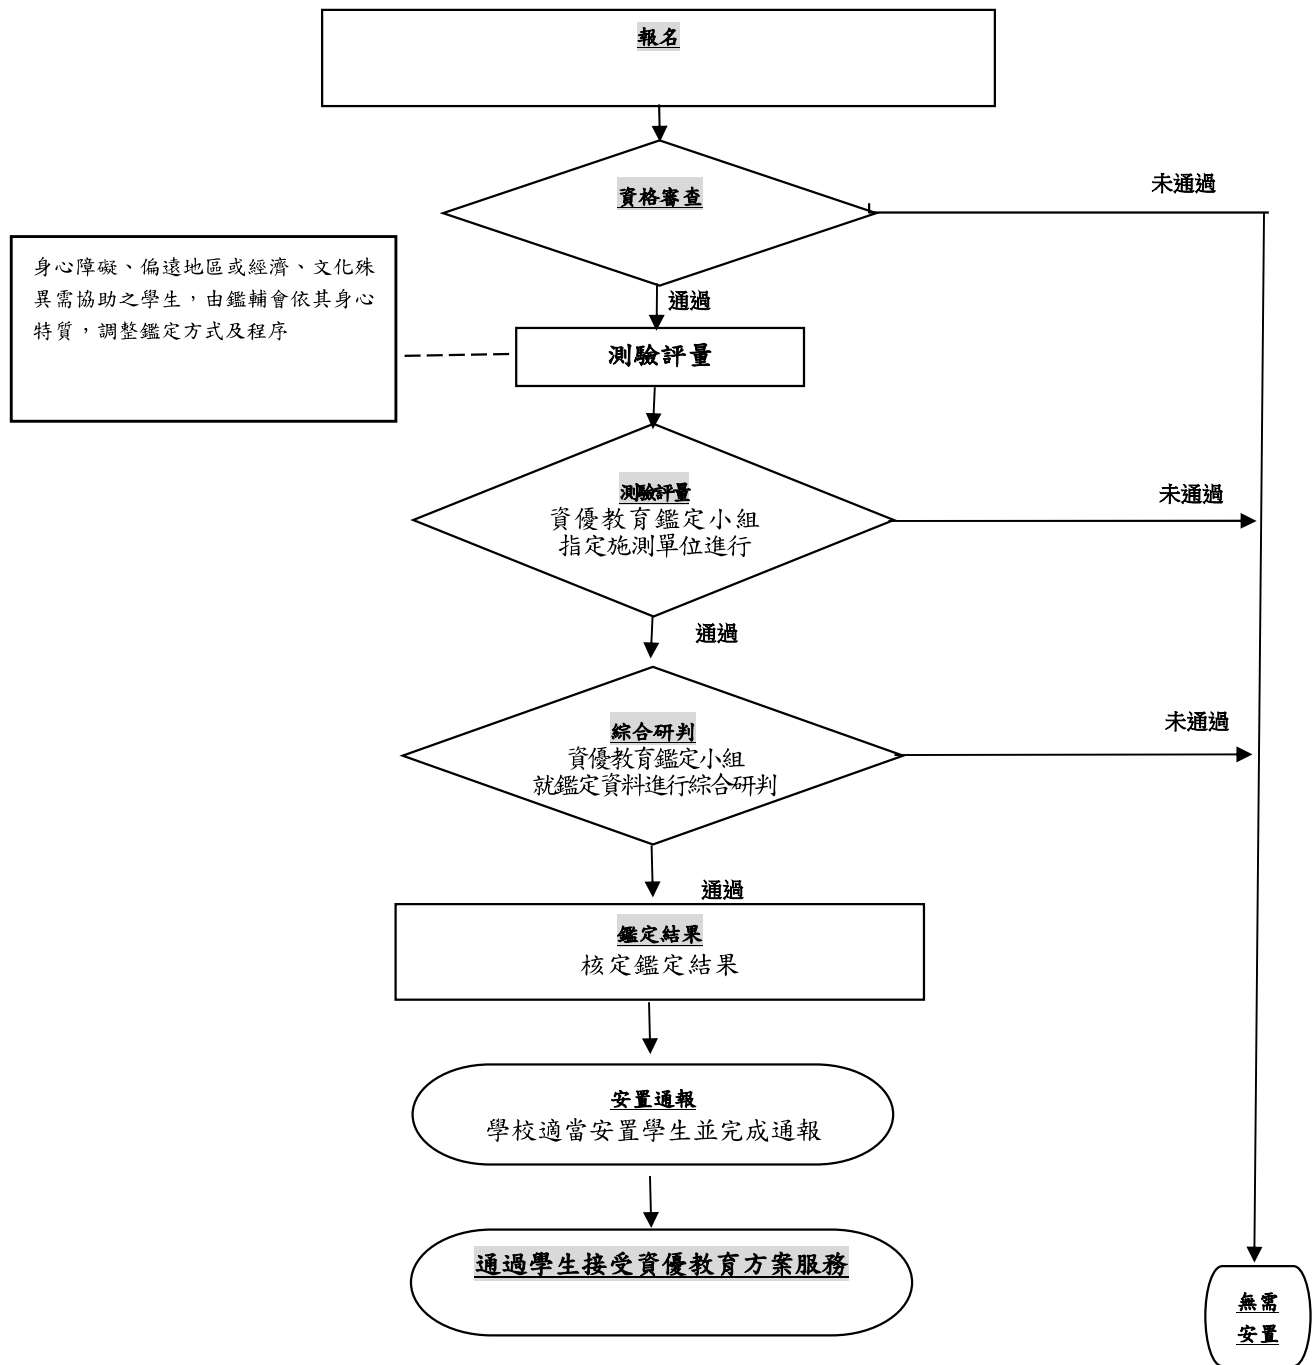 報名
資格審查
未通過
身心障礙、偏遠地區或經濟、文化殊
異需協助之學生，由鑑輔會依其身心
特質，調整鑑定方式及程序
通過
測驗評量
測驗評量
資優教育鑑定小組
指定施測單位進行
未通過
通過
綜合研判
資優教育鑑定小組
就鑑定資料進行綜合研判
未通過
通過
鑑定結果
核定鑑定結果
安置通報
學校適當安置學生並完成通報
通過學生接受資優教育方案服務
無需
安置